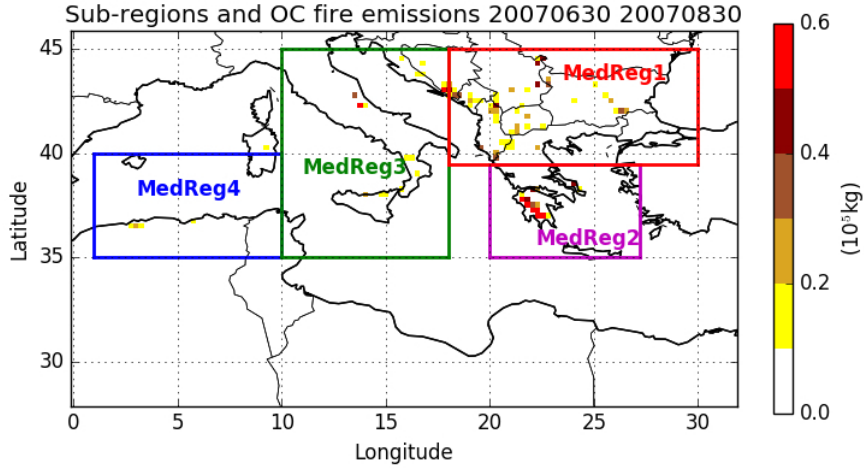 Sub-regions and OC fire emissions 20070630 20070830
45
40
35
30
Latitude
0
5
10
15
20
25
30
Longitude
MedReg1
MedReg3
MedReg4
MedReg2
0.6
0.4
0.2
0.0
(10⁵kg)